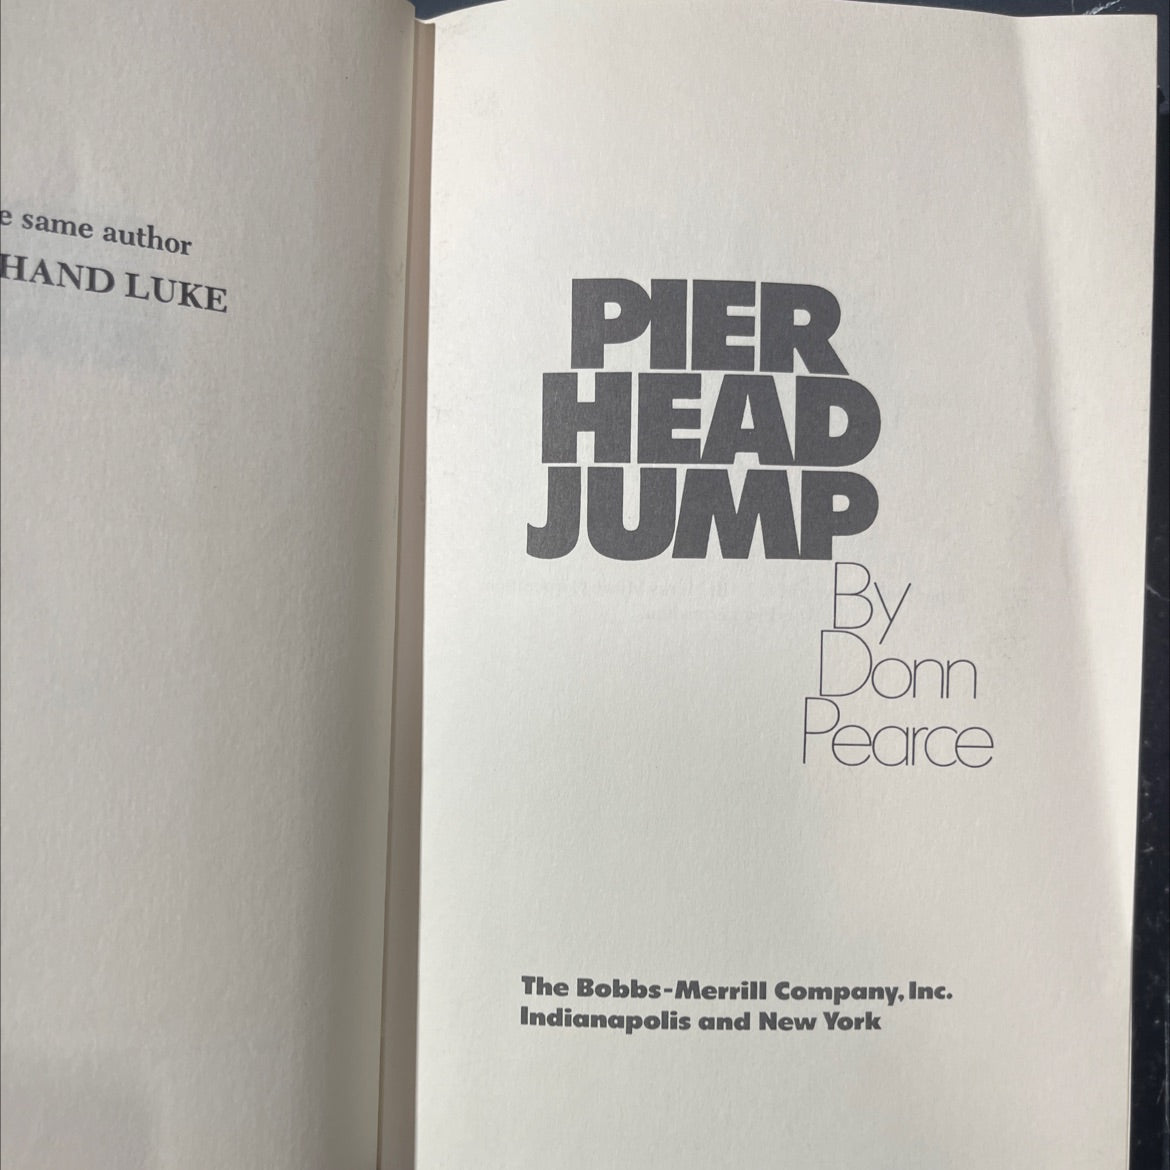 e same author
HAND LUKE
PIER
HEAD
JUMP
By
Donn
Pearce
The Bobbs-Merrill Company, Inc.
Indianapolis and New York